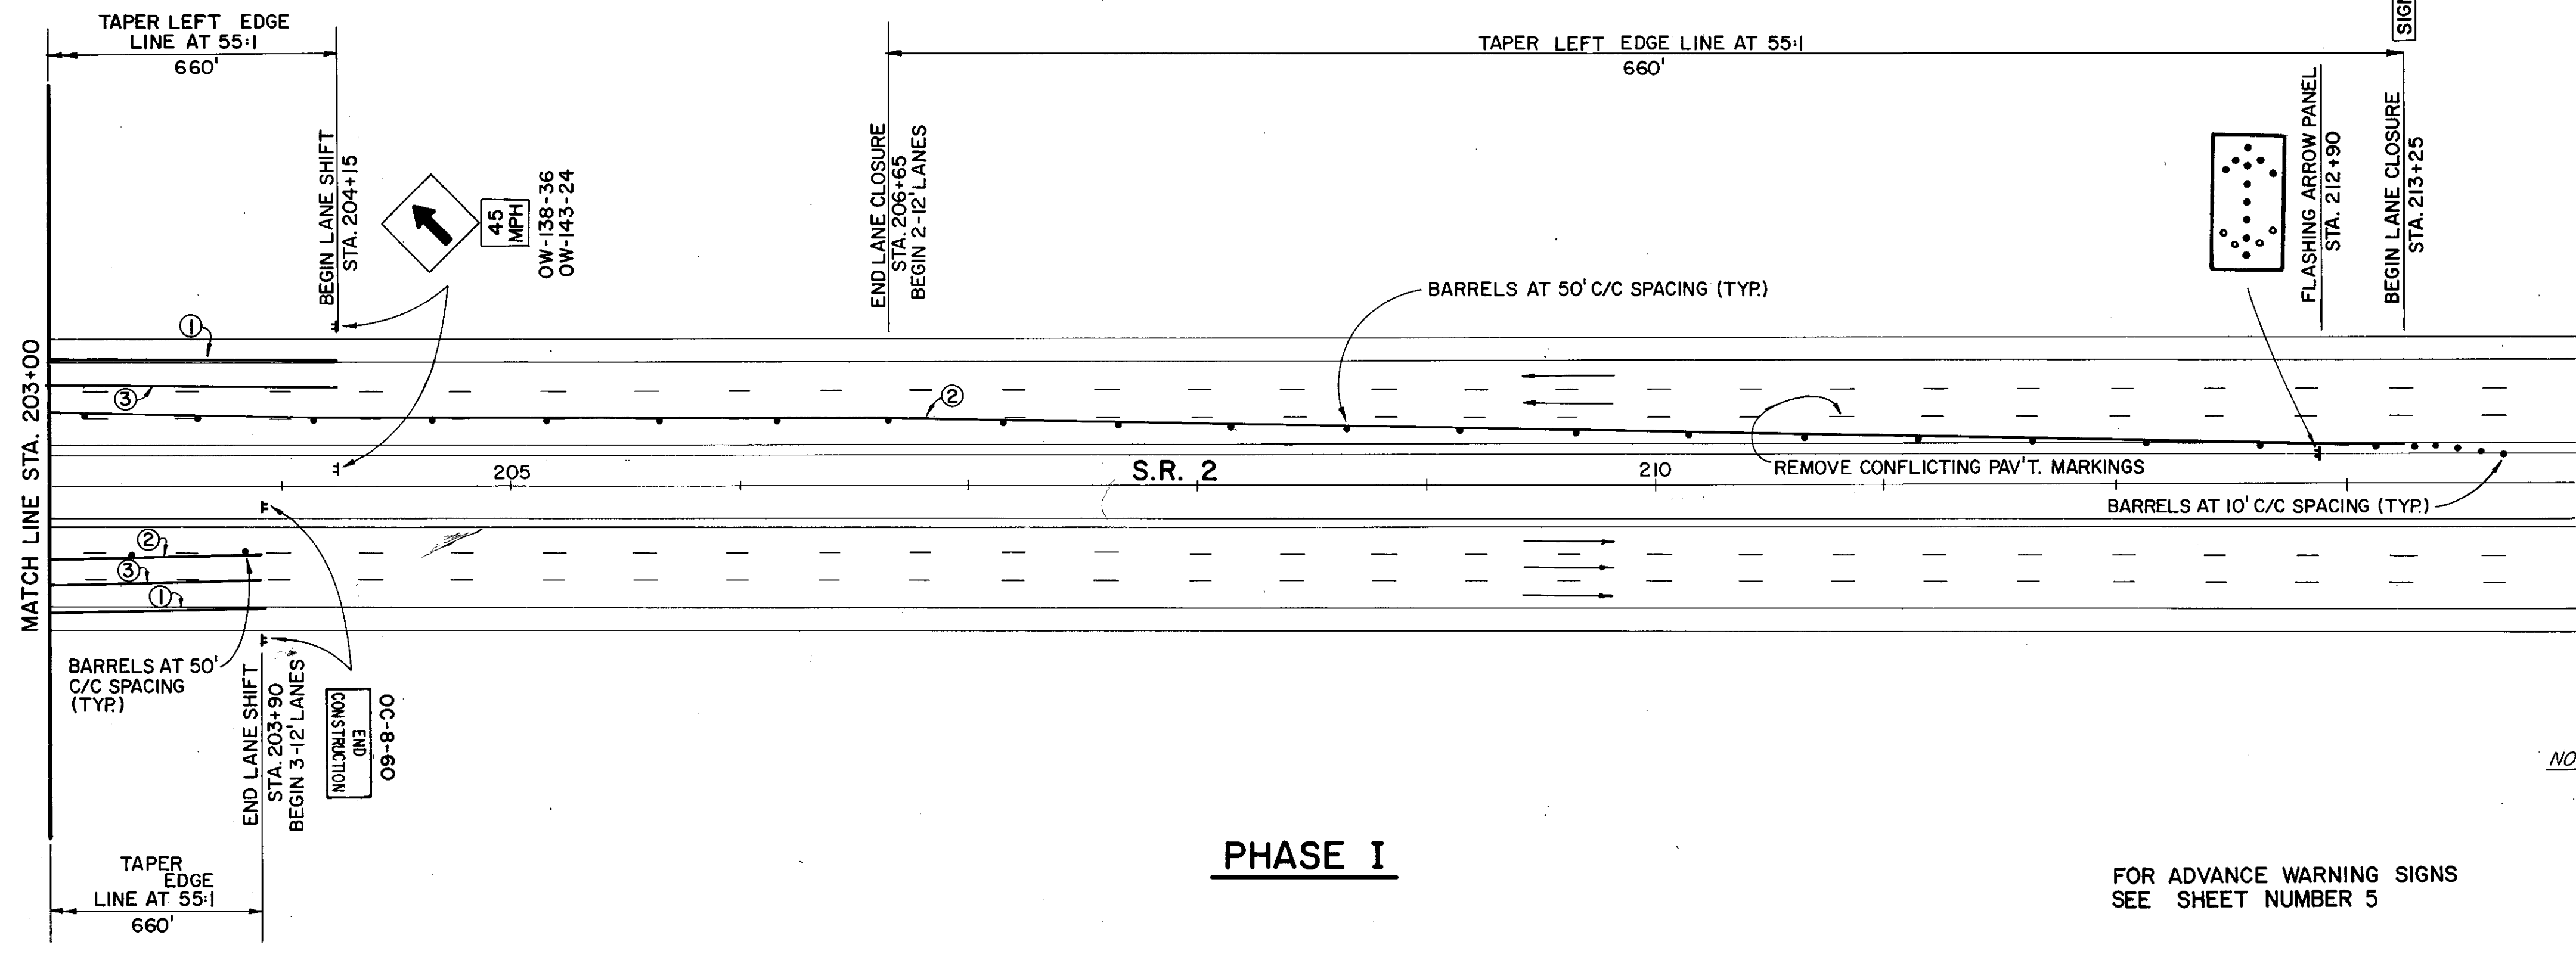 TAPER LEFT EDGE
LINE AT 55:1
660'
TAPER LEFT EDGE LINE AT 55:1
660'
SIGN
BEGIN LANE SHIFT
STA. 204+15
45
MPH
OW-138-36
OW-143-24
END LANE CLOSURE
STA. 206+65
BEGIN 2-12' LANES
BARRELS AT 50' C/C SPACING (TYP.)
FLASHING ARROW PANEL
STA. 212+90
BEGIN LANE CLOSURE
STA. 213+25
MATCH LINE STA. 203+00
1
3
2
205
S.R. 2
210
REMOVE CONFLICTING PAV'T. MARKINGS
BARRELS AT 10' C/C SPACING (TYP.)
2
3
1
BARRELS AT 50'
C/C SPACING
(TYP.)
END LANE SHIFT
STA. 203+90
BEGIN 3-12' LANES
END
CONSTRUCTION
OC-8-60
TAPER
EDGE
LINE AT 55:1
660'
PHASE I
FOR ADVANCE WARNING SIGNS
SEE SHEET NUMBER 5
NO